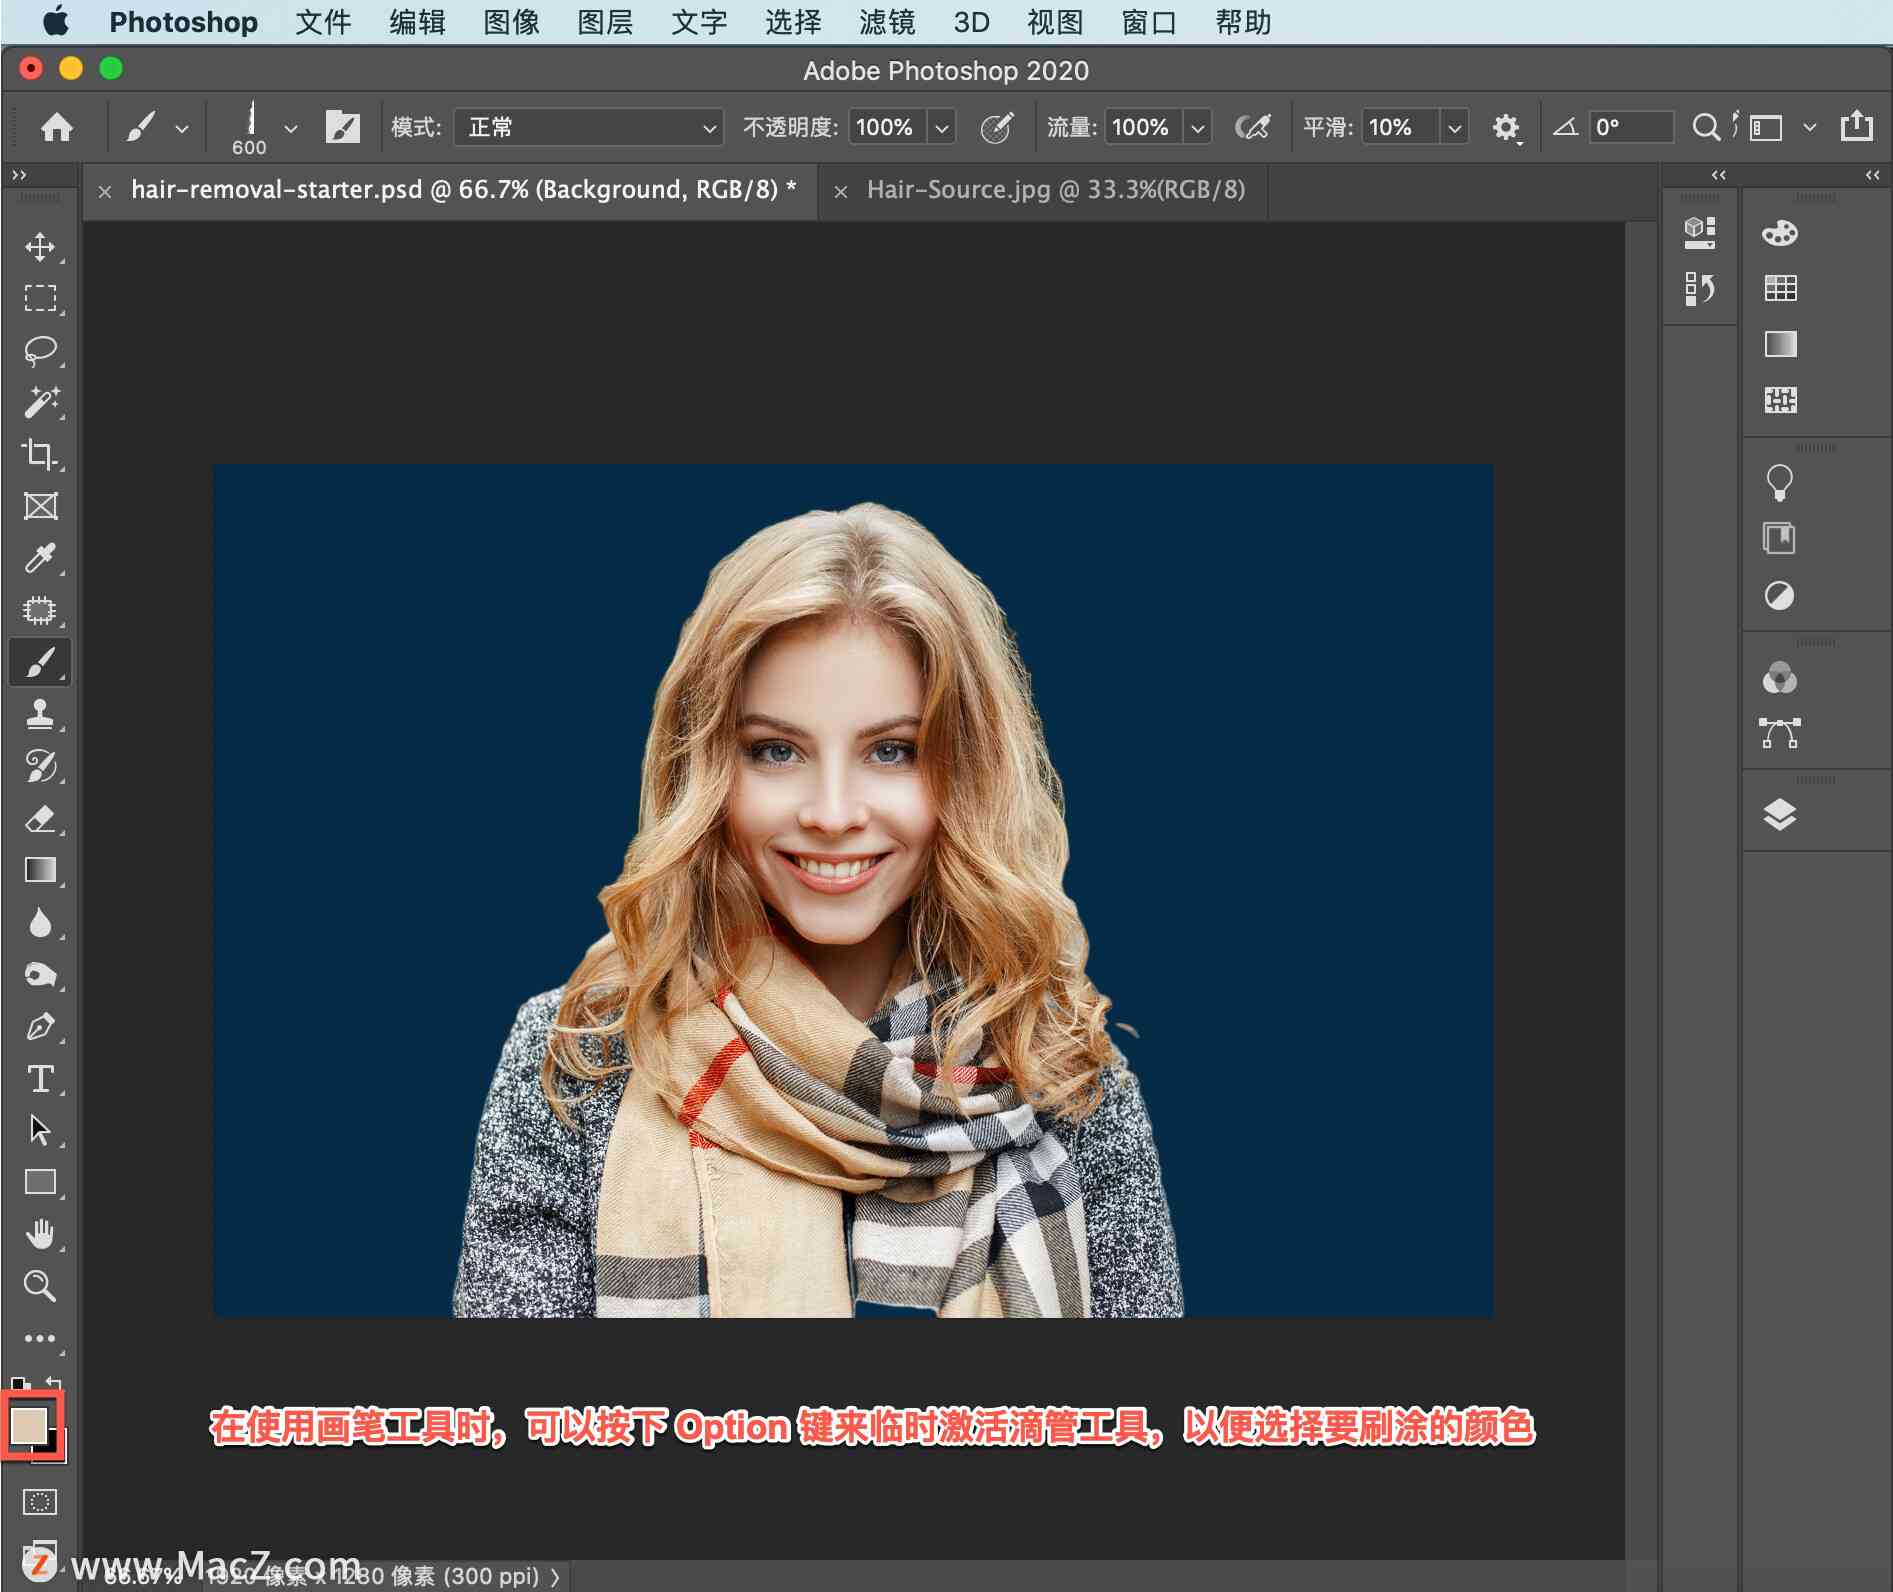 Photoshop 文件 编辑 图像 图层 文字 选择 滤镜 3D 视图 窗口 帮助
Adobe Photoshop 2020
600 模式: 正常 不透明度: 100% 流量: 100% 平滑: 10% 0°
hair-removal-starter.psd @ 66.7% (Background, RGB/8) * Hair-Source.jpg @ 33.3%(RGB/8)
在使用画笔工具时，可以按下 Option 键来临时激活滴管工具，以便选择要刷涂的颜色
www.MacZ.com
66.67% 1920 像素 x 1280 像素 (300 ppi)